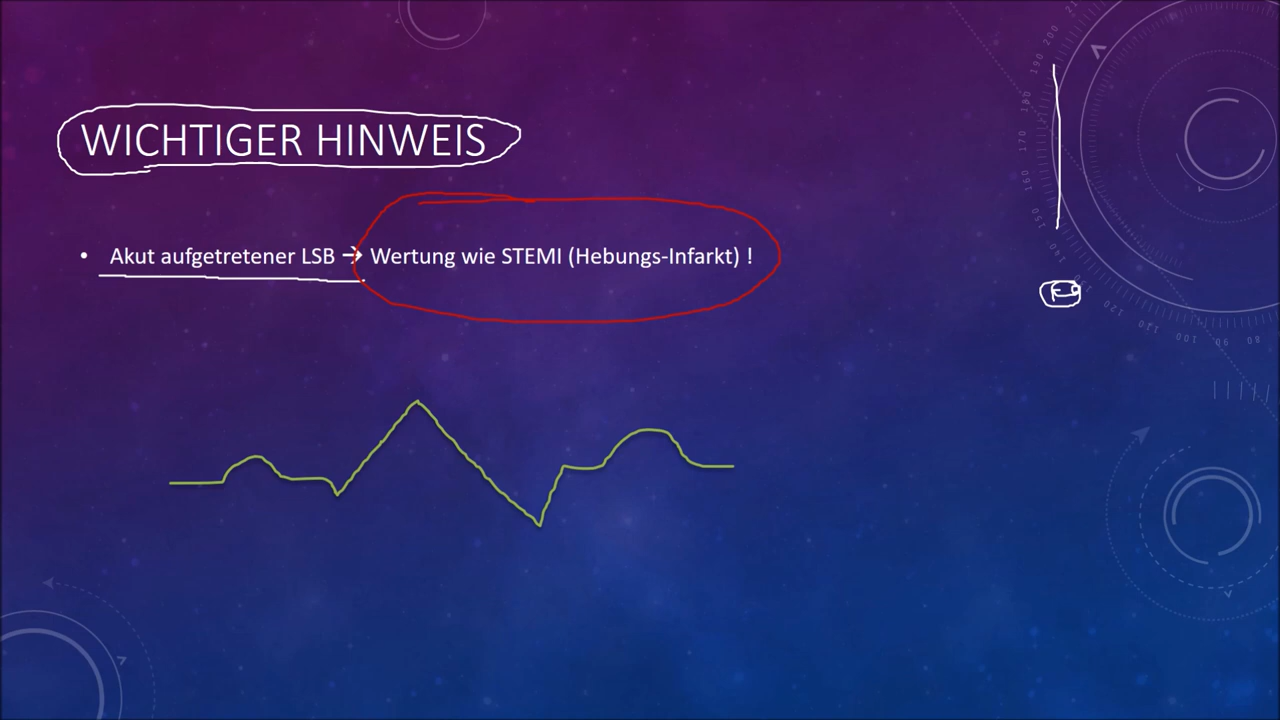 WICHTIGER HINWEIS
• Akut aufgetretener LSB → Wertung wie STEMI (Hebungs-Infarkt) !